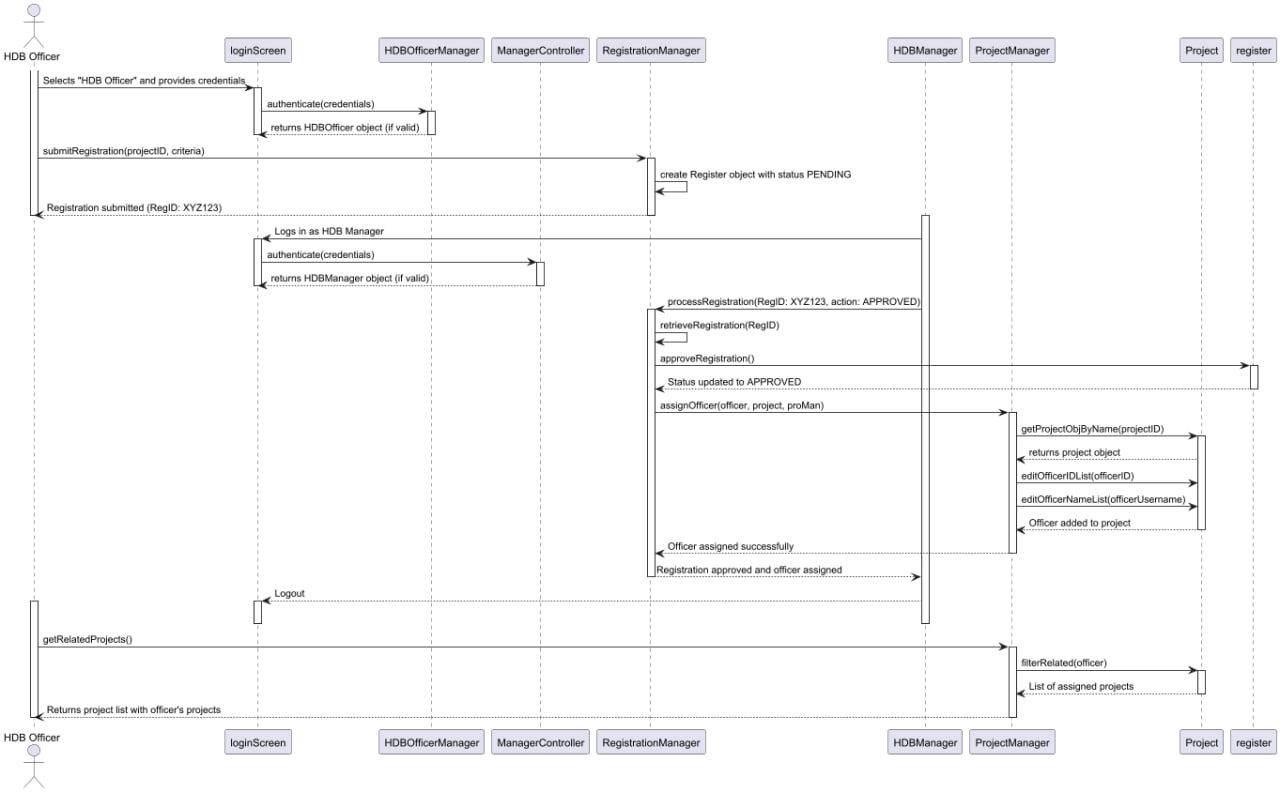 HDB Officer
loginScreen
HDBOfficerManager
ManagerController
RegistrationManager
HDBManager
ProjectManager
Project
register
Selects "HDB Officer" and provides credentials
authenticate(credentials)
returns HDBOfficer object (if valid)
submitRegistration(projectID, criteria)
create Register object with status PENDING
Registration submitted (RegID: XYZ123)
Logs in as HDB Manager
authenticate(credentials)
returns HDBManager object (if valid)
processRegistration(RegID: XYZ123, action: APPROVED)
retrieveRegistration(RegID)
approveRegistration()
Status updated to APPROVED
assignOfficer(officer, project, proMan)
getProjectObjByName(projectID)
returns project object
editOfficerIDList(officerID)
editOfficerNameList(officerUsername)
Officer added to project
Officer assigned successfully
Registration approved and officer assigned
Logout
getRelatedProjects()
filterRelated(officer)
List of assigned projects
Returns project list with officer's projects
HDB Officer
loginScreen
HDBOfficerManager
ManagerController
RegistrationManager
HDBManager
ProjectManager
Project
register